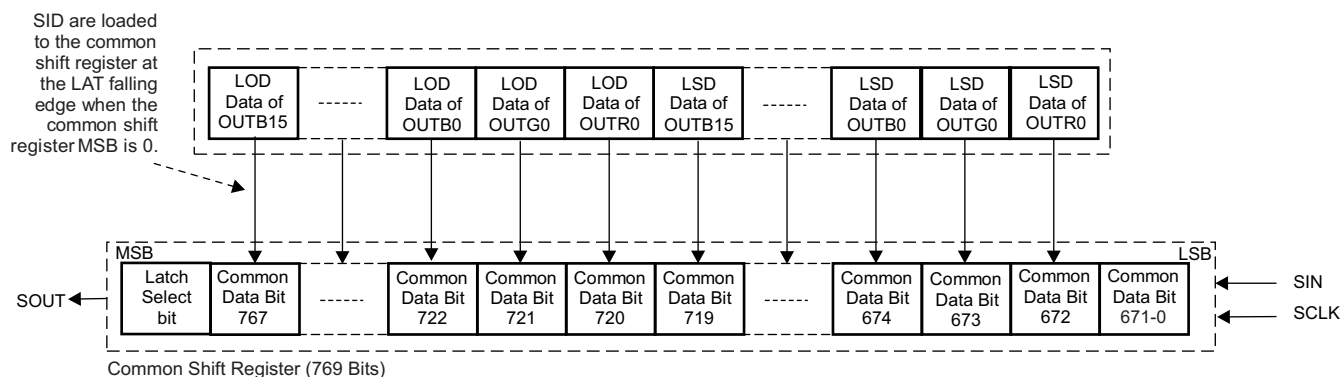 SID are loaded
to the common
shift register at
the LAT falling
edge when the
common shift
register MSB is 0.
LOD
Data of
OUTB15
LOD
Data of
OUTB0
LOD
Data of
OUTG0
LOD
Data of
OUTR0
LSD
Data of
OUTB15
LSD
Data of
OUTB0
LSD
Data of
OUTG0
LSD
Data of
OUTR0
MSB
LSB
Latch
Select
bit
Common
Data Bit
767
Common
Data Bit
722
Common
Data Bit
721
Common
Data Bit
720
Common
Data Bit
719
Common
Data Bit
674
Common
Data Bit
673
Common
Data Bit
672
Common
Data Bit
671-0
SOUT
SIN
SCLK
Common Shift Register (769 Bits)